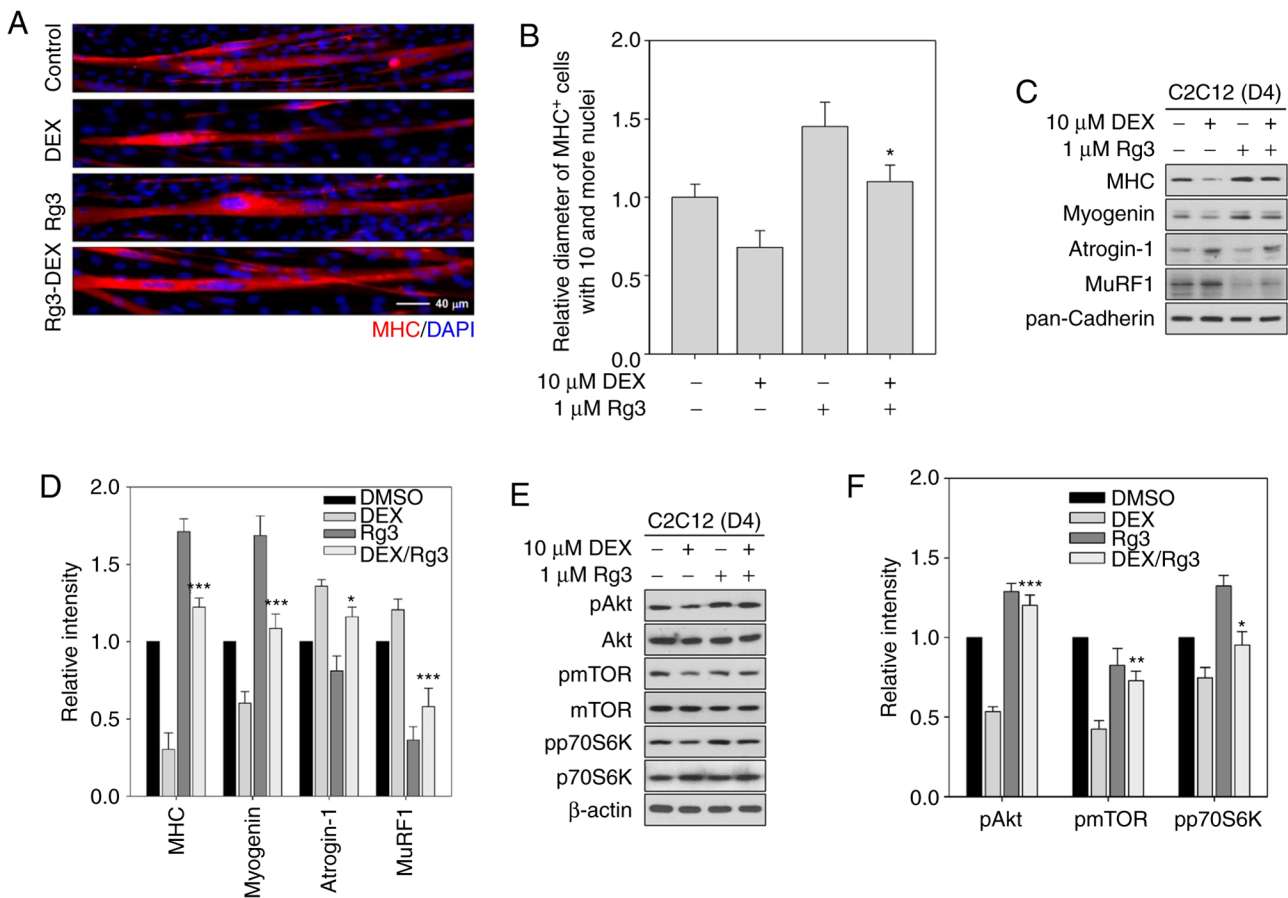 A
Control
DEX
Rg3
Rg3-DEX
40 μm
MHC/DAPI
B
Relative diameter of MHC⁺ cells
with 10 and more nuclei
2.0
1.5
1.0
0.5
0.0
*
10 μM DEX – + – +
1 μM Rg3 – – + +
C
C2C12 (D4)
10 μM DEX – + – +
1 μM Rg3 – – + +
MHC
Myogenin
Atrogin-1
MuRF1
pan-Cadherin
D
Relative intensity
2.0
1.5
1.0
0.5
0.0
DMSO
DEX
Rg3
DEX/Rg3
***
***
*
***
MHC
Myogenin
Atrogin-1
MuRF1
E
C2C12 (D4)
10 μM DEX – + – +
1 μM Rg3 – – + +
pAkt
Akt
pmTOR
mTOR
pp70S6K
p70S6K
β-actin
F
Relative intensity
2.0
1.5
1.0
0.5
0.0
DMSO
DEX
Rg3
DEX/Rg3
***
**
*
pAkt
pmTOR
pp70S6K